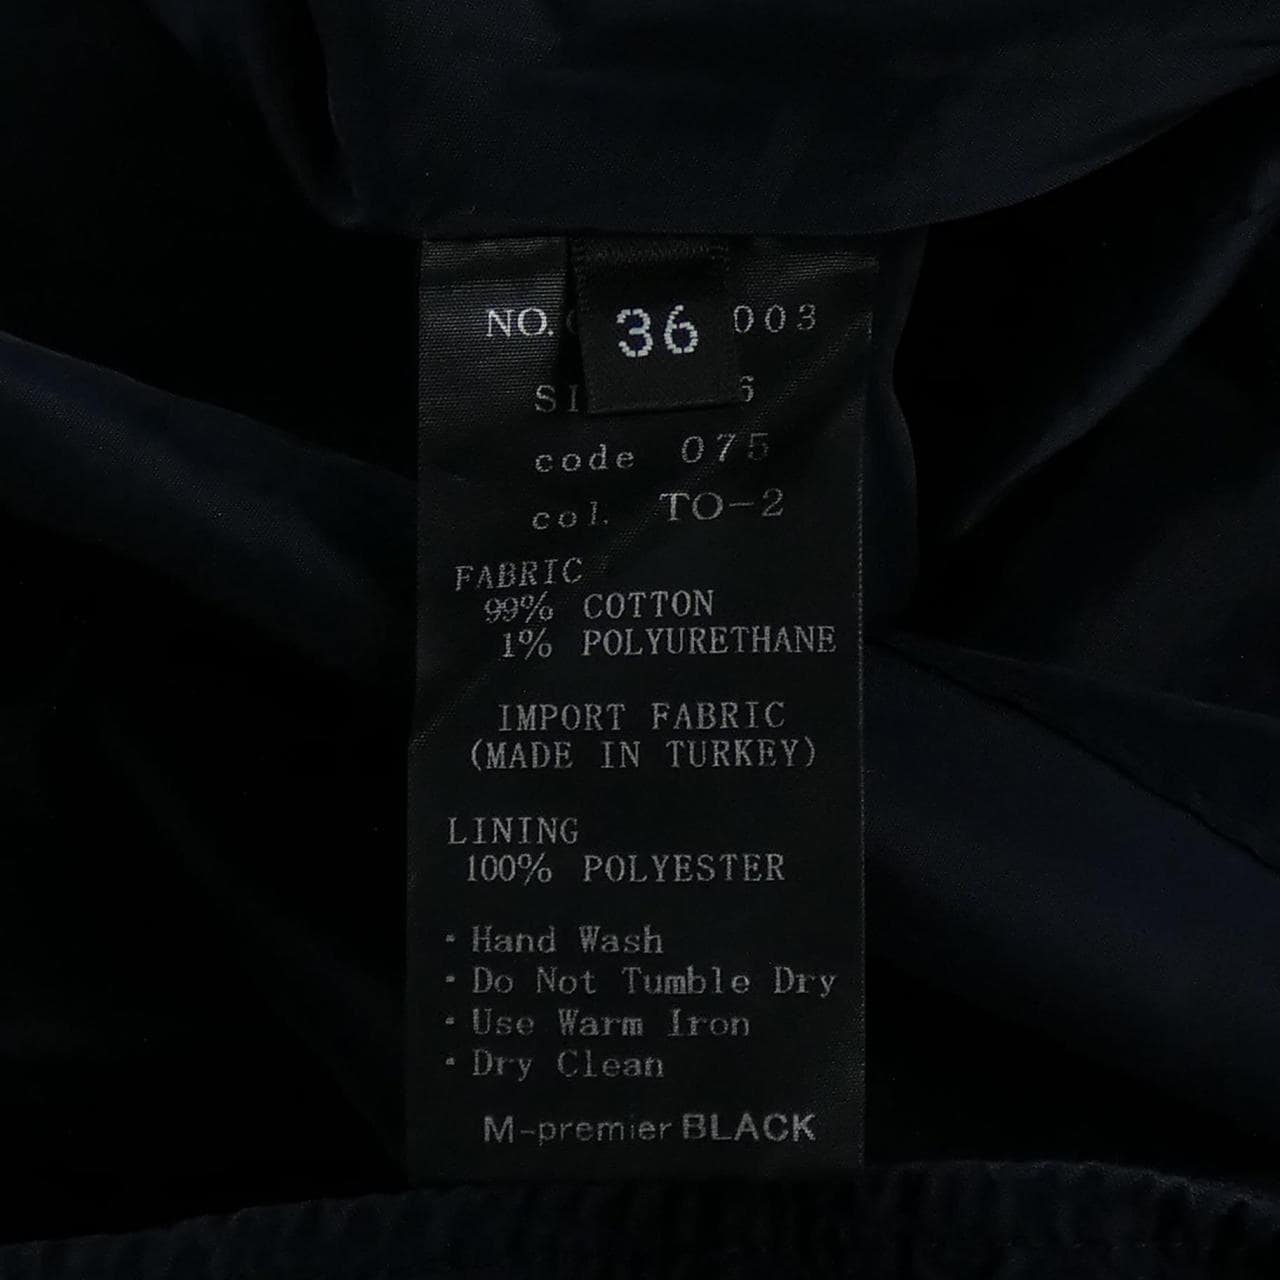 NO. 003
36
code 075
col. TO-2
FABRIC
99% COTTON
1% POLYURETHANE
IMPORT FABRIC
(MADE IN TURKEY)
LINING
100% POLYESTER
・Hand Wash
・Do Not Tumble Dry
・Use Warm Iron
・Dry Clean
M-premier BLACK